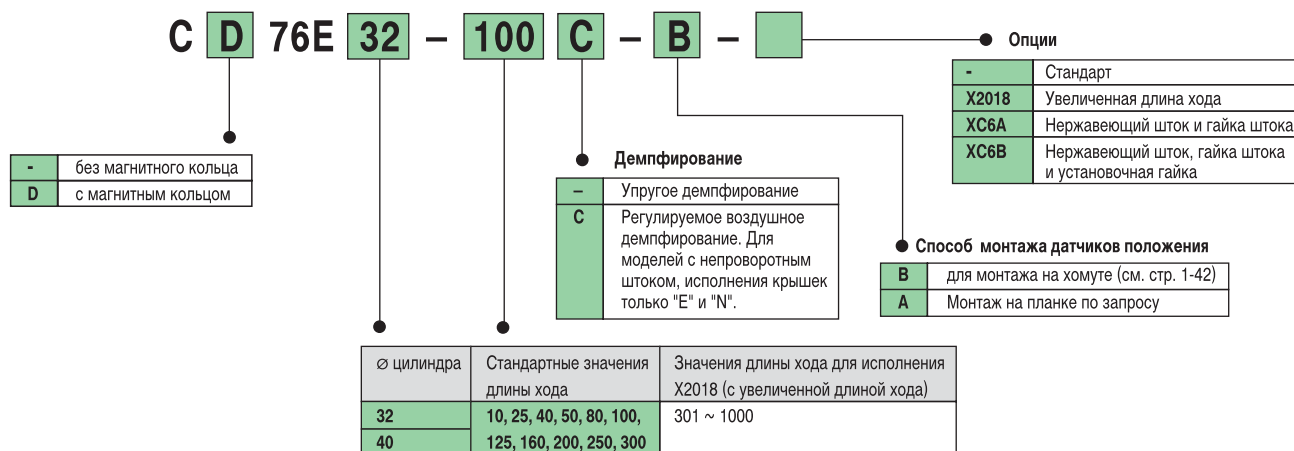 C D 76E 32 – 100 C – B –
Опции
- Стандарт
X2018 Увеличенная длина хода
XC6A Нержавеющий шток и гайка штока
XC6B Нержавеющий шток, гайка штока
и установочная гайка
- без магнитного кольца
D с магнитным кольцом
Демпфирование
– Упругое демпфирование
C Регулируемое воздушное
демпфирование. Для
моделей с непроворотным
штоком, исполнения крышек
только "E" и "N".
Способ монтажа датчиков положения
B для монтажа на хомуте (см. стр. 1-42)
A Монтаж на планке по запросу
⌀ цилиндра Стандартные значения Значения длины хода для исполнения
длины хода X2018 (с увеличенной длиной хода)
32 10, 25, 40, 50, 80, 100, 301 ~ 1000
40 125, 160, 200, 250, 300